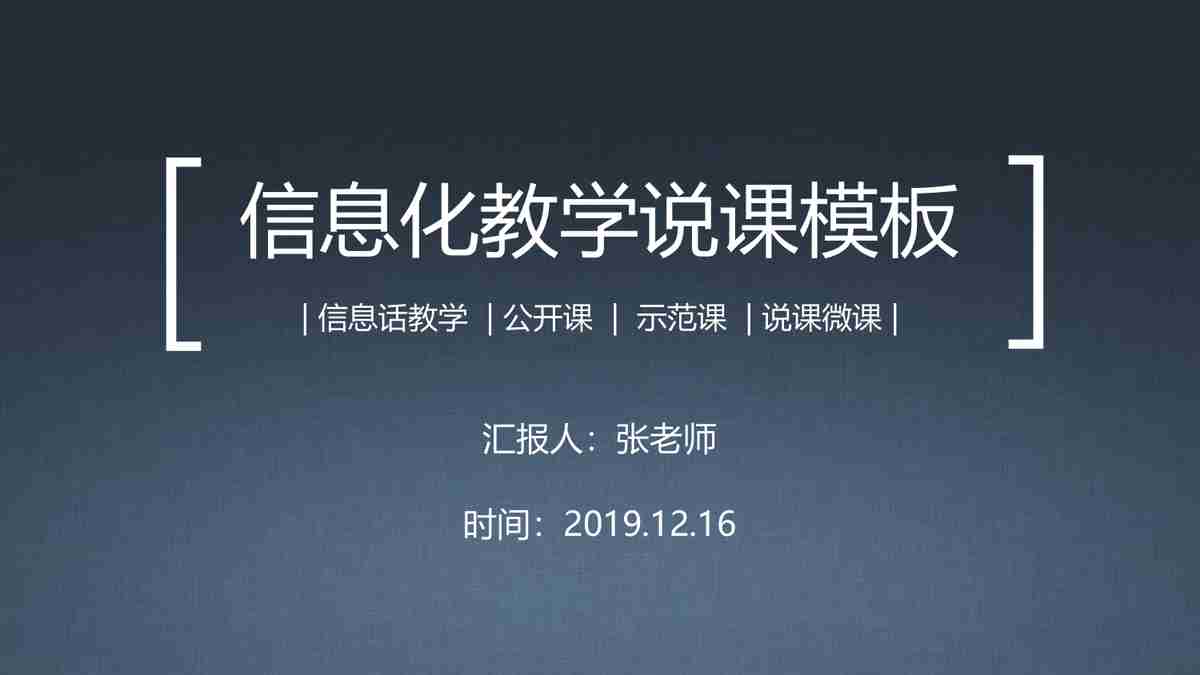 信息化教学说课模板
| 信息话教学 | 公开课 | 示范课 | 说课微课 |
汇报人：张老师
时间：2019.12.16